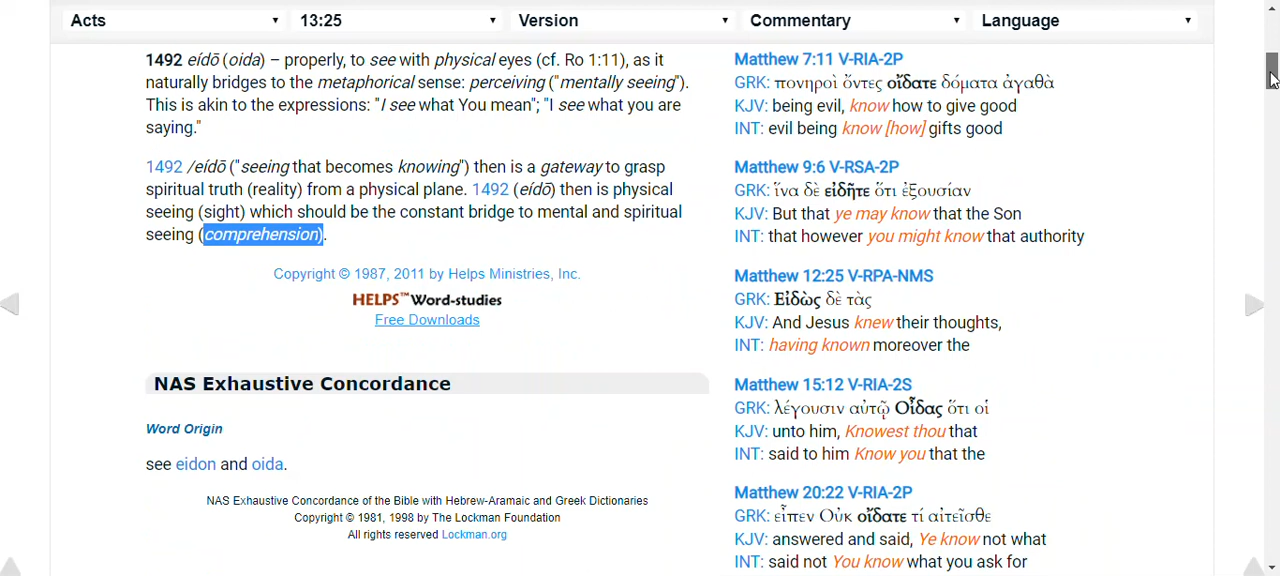 Acts 13:25 Version Commentary Language
1492 eídō (oida) – properly, to see with physical eyes (cf. Ro 1:11), as it
naturally bridges to the metaphorical sense: perceiving ("mentally seeing").
This is akin to the expressions: "I see what You mean"; "I see what you are
saying."
1492 /eídō ("seeing that becomes knowing") then is a gateway to grasp
spiritual truth (reality) from a physical plane. 1492 (eídō) then is physical
seeing (sight) which should be the constant bridge to mental and spiritual
seeing (comprehension).
Copyright © 1987, 2011 by Helps Ministries, Inc.
HELPS™Word-studies
Free Downloads
NAS Exhaustive Concordance
Word Origin
see eidon and oida.
NAS Exhaustive Concordance of the Bible with Hebrew-Aramaic and Greek Dictionaries
Copyright © 1981, 1998 by The Lockman Foundation
All rights reserved Lockman.org
Matthew 7:11 V-RIA-2P
GRK: πονηροὶ ὄντες οἴδατε δόματα ἀγαθὰ
KJV: being evil, know how to give good
INT: evil being know [how] gifts good
Matthew 9:6 V-RSA-2P
GRK: ἵνα δὲ εἰδῆτε ὅτι ἐξουσίαν
KJV: But that ye may know that the Son
INT: that however you might know that authority
Matthew 12:25 V-RPA-NMS
GRK: Εἰδὼς δὲ τὰς
KJV: And Jesus knew their thoughts,
INT: having known moreover the
Matthew 15:12 V-RIA-2S
GRK: λέγουσιν αὐτῷ Οἶδας ὅτι οἱ
KJV: unto him, Knowest thou that
INT: said to him Know you that the
Matthew 20:22 V-RIA-2P
GRK: εἶπεν Οὐκ οἴδατε τί αἰτεῖσθε
KJV: answered and said, Ye know not what
INT: said not You know what you ask for